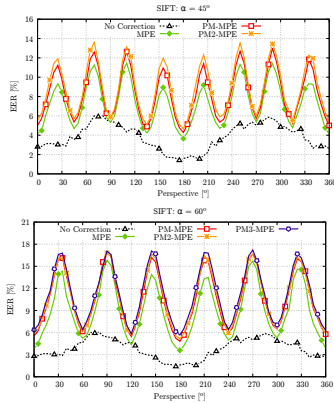 SIFT: α = 45°
No Correction PM-MPE
MPE PM2-MPE
EER [%]
16
14
12
10
8
6
4
2
0
0 30 60 90 120 150 180 210 240 270 300 330 360
Perspective [°]
SIFT: α = 60°
No Correction PM-MPE PM3-MPE
MPE PM2-MPE
EER [%]
21
18
15
12
9
6
3
0
0 30 60 90 120 150 180 210 240 270 300 330 360
Perspective [°]